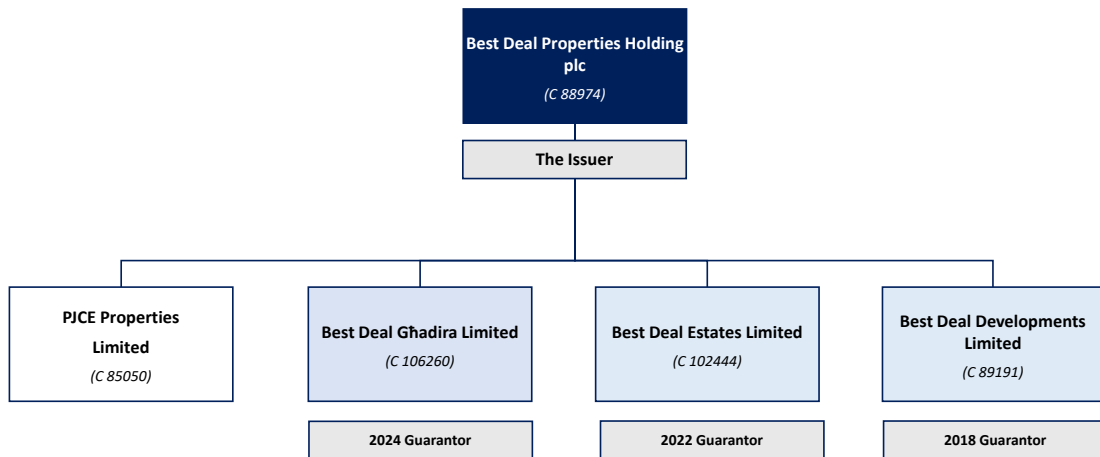 Best Deal Properties Holding
plc
(C 88974)
The Issuer
PJCE Properties
Limited
(C 85050)
Best Deal Għadira Limited
(C 106260)
Best Deal Estates Limited
(C 102444)
Best Deal Developments
Limited
(C 89191)
2024 Guarantor
2022 Guarantor
2018 Guarantor